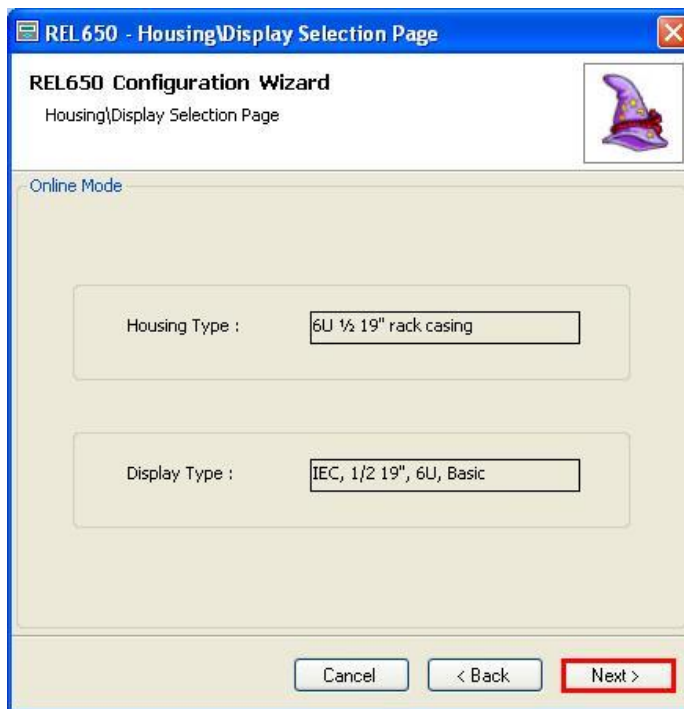 REL650 - Housing\Display Selection Page
REL650 Configuration Wizard
Housing\Display Selection Page
Online Mode
Housing Type : 6U ½ 19" rack casing
Display Type : IEC, 1/2 19", 6U, Basic
Cancel < Back Next >